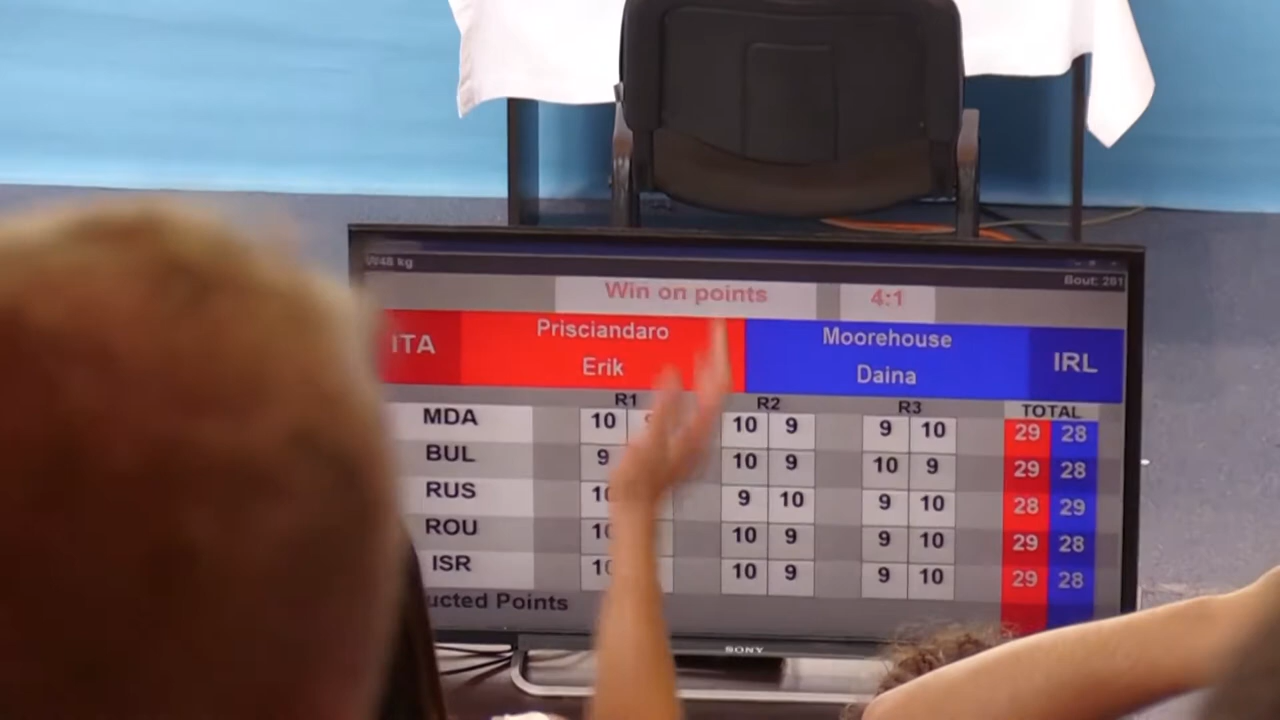 W48 kg
Bout: 281
Win on points 4:1
ITA Prisciandaro Moorehouse IRL
Erik Daina
R1 R2 R3 TOTAL
MDA 10 10 9 9 10 29 28
BUL 9 10 9 10 9 29 28
RUS 10 9 10 9 10 28 29
ROU 10 10 9 9 10 29 28
ISR 10 10 9 9 10 29 28
ucted Points
SONY